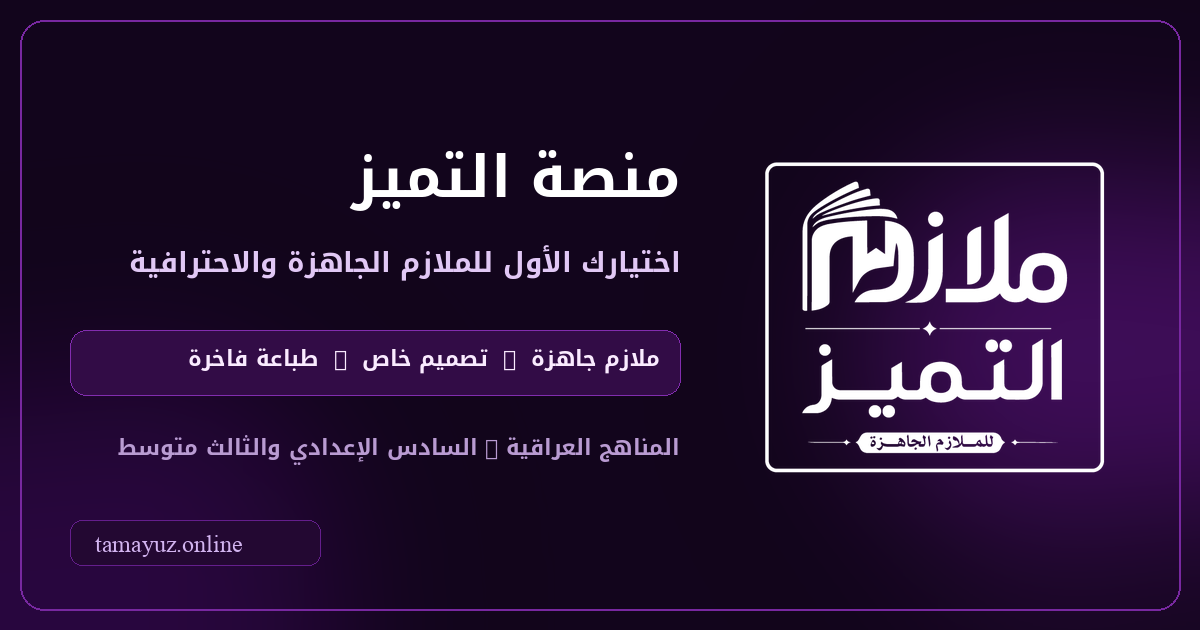 منصة التميز
اختيارك الأول للملازم الجاهزة والاحترافية
ملازم جاهزة ▯ تصميم خاص ▯ طباعة فاخرة
المناهج العراقية ▯ السادس الإعدادي والثالث متوسط
tamayuz.online
ملازم
التميز
للملازم الجاهزة